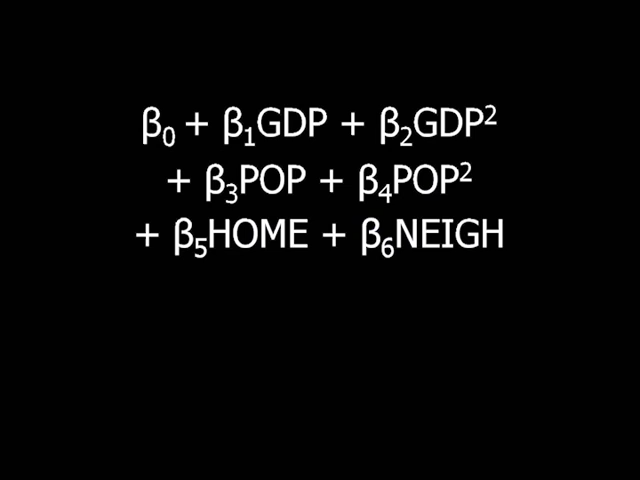 β₀ + β₁GDP + β₂GDP²
+ β₃POP + β₄POP²
+ β₅HOME + β₆NEIGH